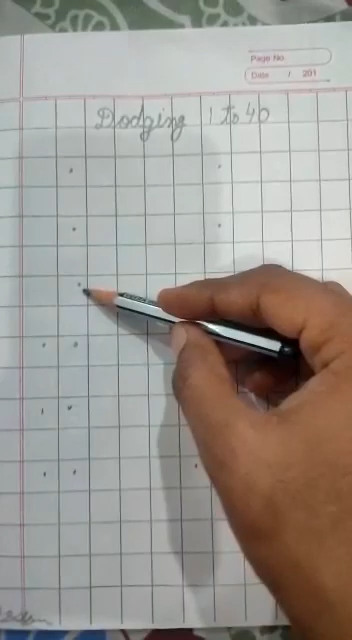 Page No.
Date / 201
Dodging 1 to 40